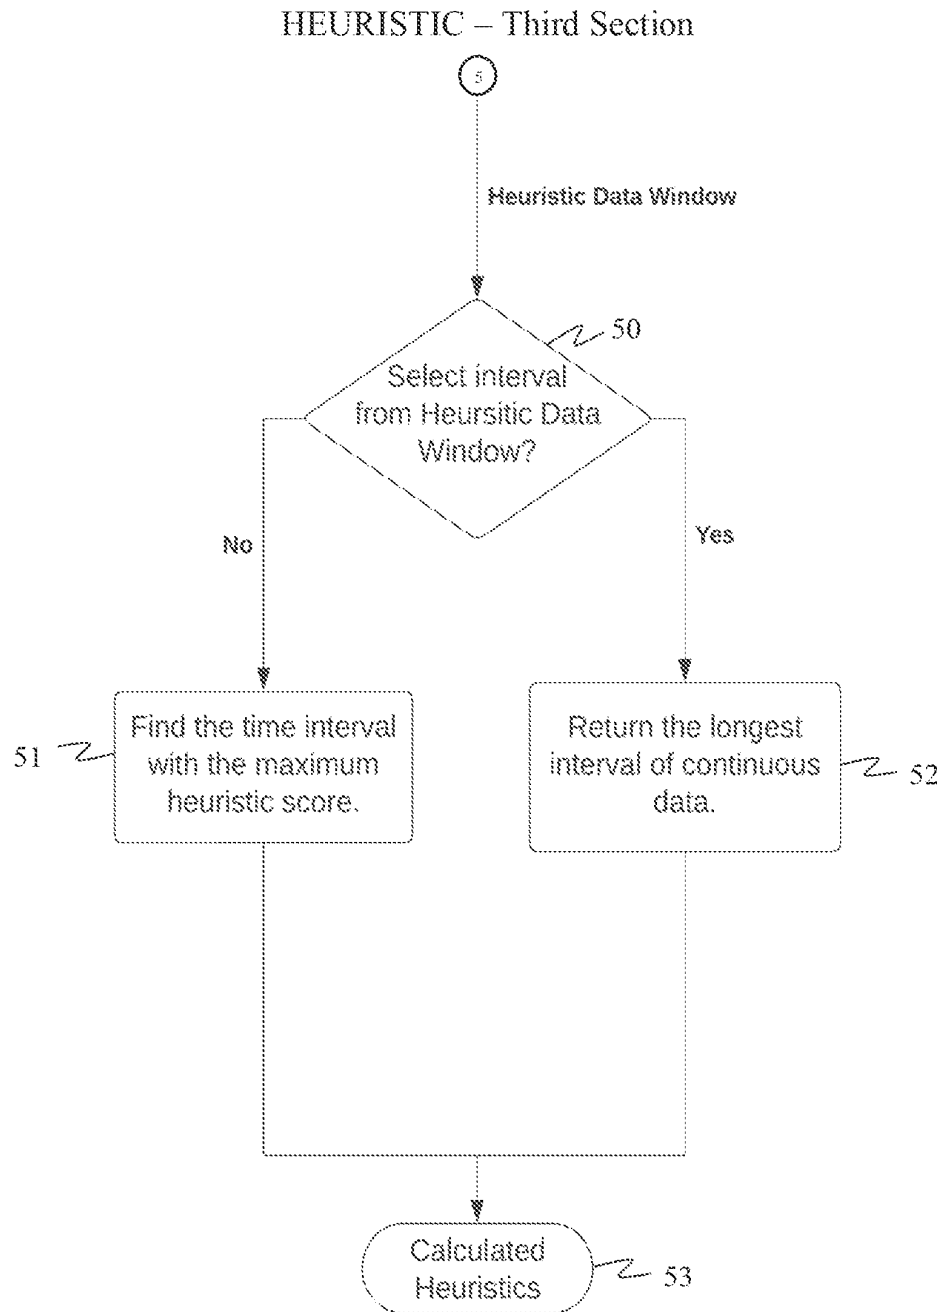 HEURISTIC – Third Section
5
Heuristic Data Window
50
Select interval
from Heursitic Data
Window?
No
Yes
51
Find the time interval
with the maximum
heuristic score.
Return the longest
interval of continuous
data.
52
Calculated
Heuristics
53